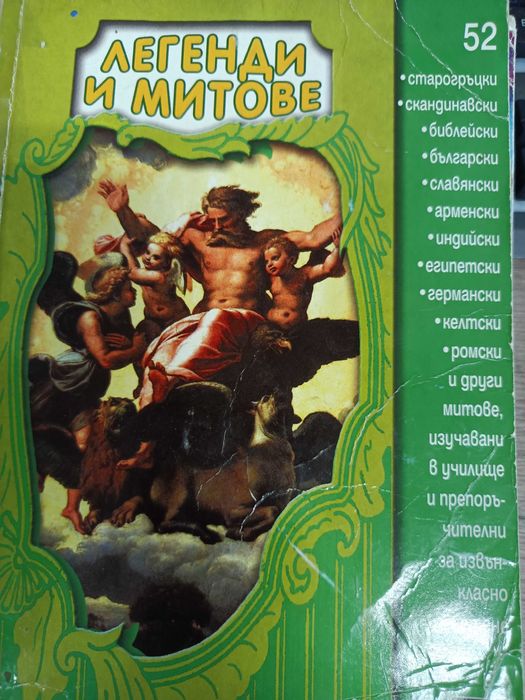 ЛЕГЕНДИ
И МИТОВЕ
52
• старогръцки
• скандинавски
• библейски
• български
• славянски
• арменски
• индийски
• египетски
• германски
• келтски
• ромски
и други
митове,
изучавани
в училище
и препоръ-
чителни
за извън-
класно